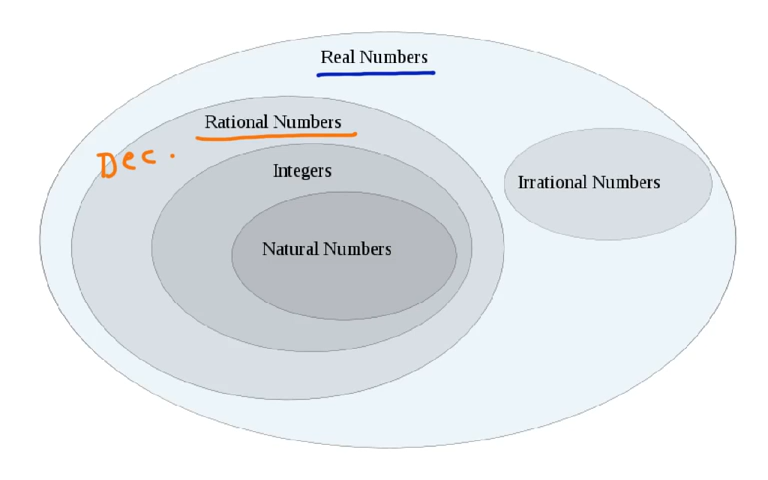 Real Numbers
Rational Numbers
Dec.
Integers
Irrational Numbers
Natural Numbers